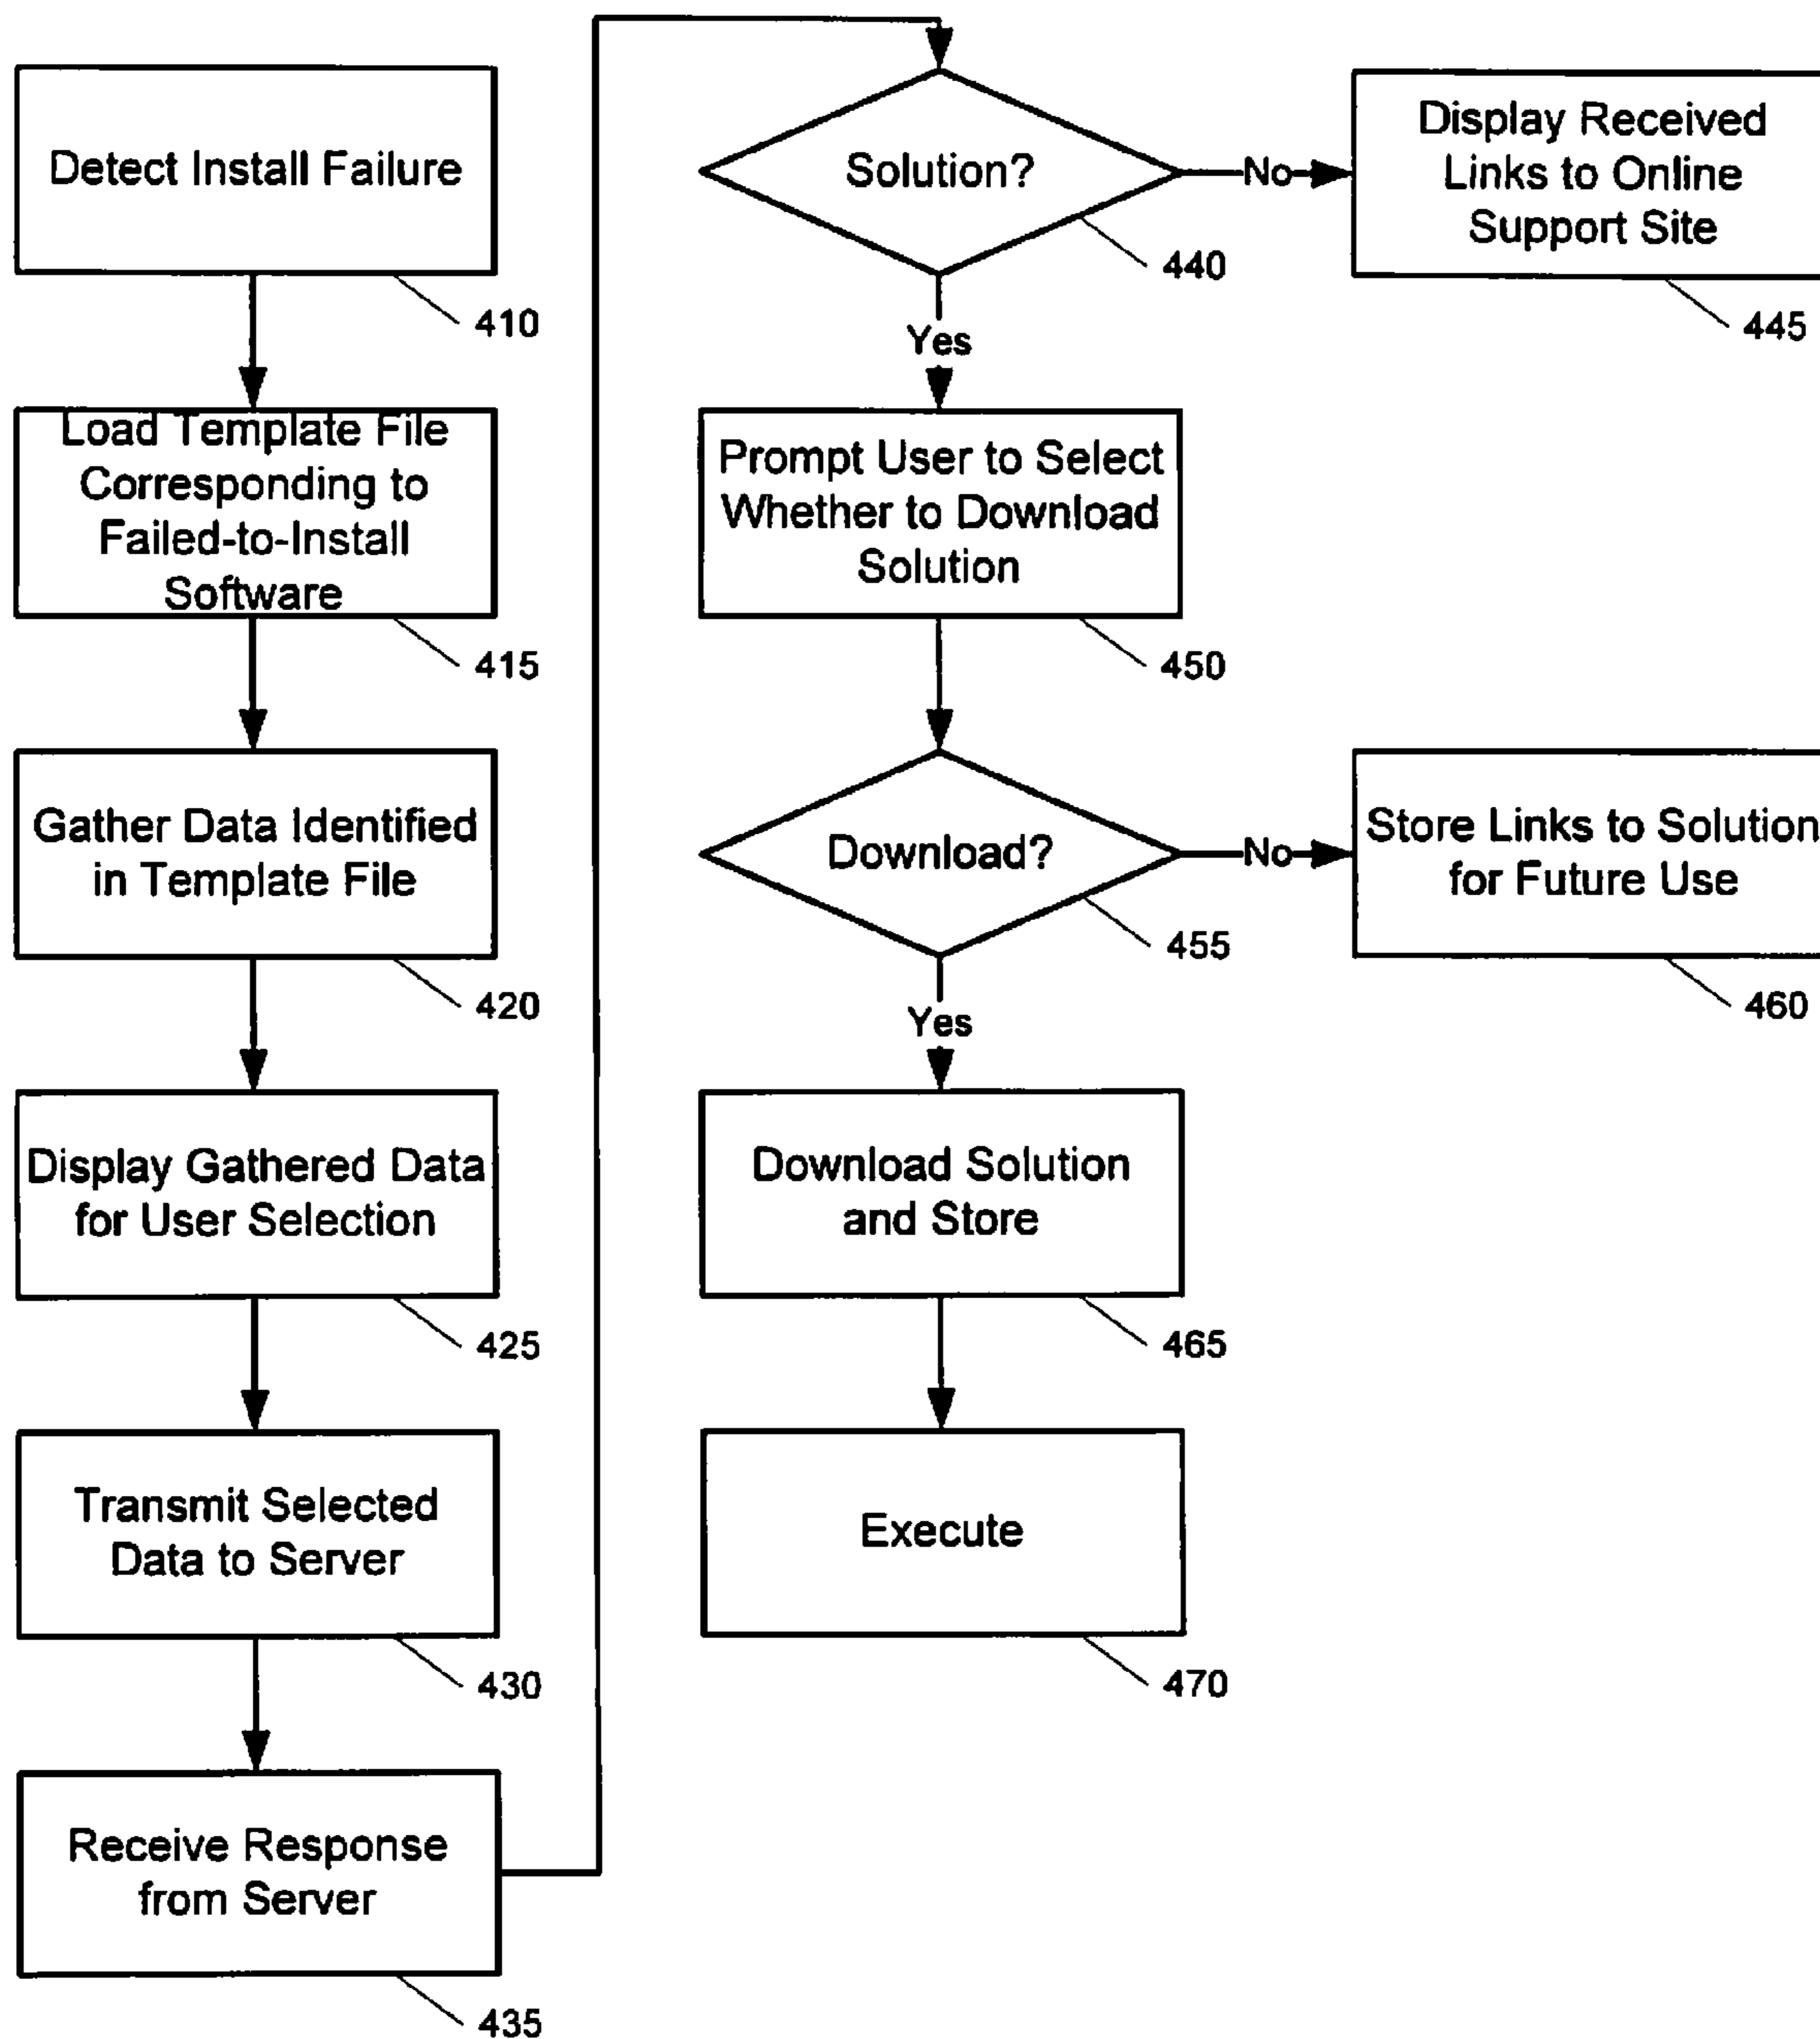 Detect Install Failure
410
Load Template File
Corresponding to
Failed-to-Install
Software
415
Gather Data Identified
in Template File
420
Display Gathered Data
for User Selection
425
Transmit Selected
Data to Server
430
Receive Response
from Server
435
Solution?
440
No
Display Received
Links to Online
Support Site
445
Yes
Prompt User to Select
Whether to Download
Solution
450
Download?
455
No
Store Links to Solution
for Future Use
460
Yes
Download Solution
and Store
465
Execute
470